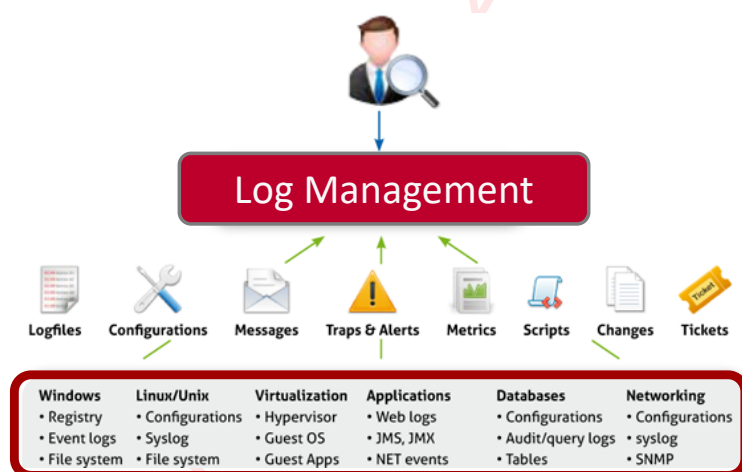 Log Management
Logfiles Configurations Messages Traps & Alerts Metrics Scripts Changes Tickets
Ticket
Windows Linux/Unix Virtualization Applications Databases Networking
• Registry • Configurations • Hypervisor • Web logs • Configurations • Configurations
• Event logs • Syslog • Guest OS • JMS, JMX • Audit/query logs • syslog
• File system • File system • Guest Apps • NET events • Tables • SNMP